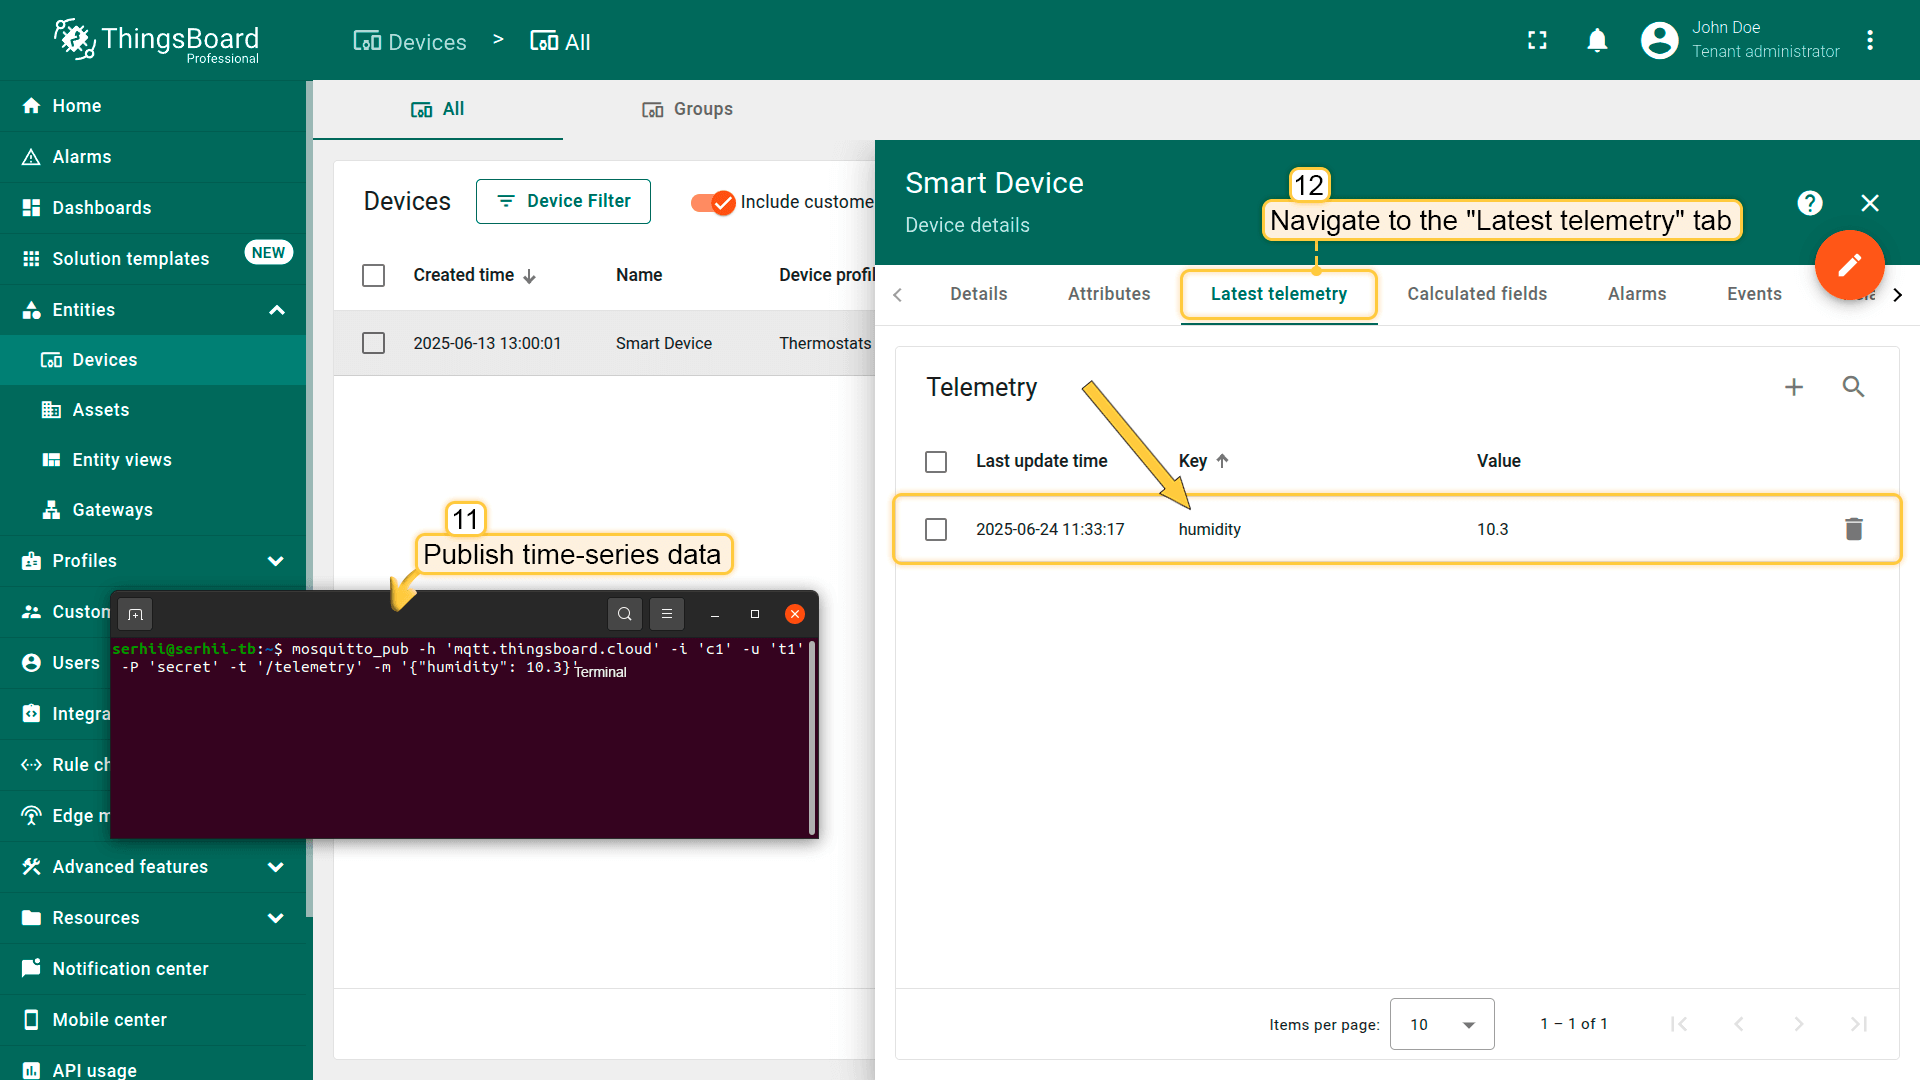 ThingsBoard
Professional
Devices > All
John Doe
Tenant administrator
Home
Alarms
Dashboards
Solution templates NEW
Entities
Devices
Assets
Entity views
Gateways
Profiles
Custom
Users
Integra
Rule ch
Edge m
Advanced features
Resources
Notification center
Mobile center
API usage
All Groups
Devices Device Filter Include custome
Created time Name Device profil
2025-06-13 13:00:01 Smart Device Thermostats
11
Publish time-series data
serhii@serhii-tb:~$ mosquitto_pub -h 'mqtt.thingsboard.cloud' -i 'c1' -u 't1'
-P 'secret' -t '/telemetry' -m '{"humidity": 10.3}'
Terminal
Smart Device
Device details
12
Navigate to the "Latest telemetry" tab
Details Attributes Latest telemetry Calculated fields Alarms Events
Telemetry
Last update time Key Value
2025-06-24 11:33:17 humidity 10.3
Items per page: 10 1 – 1 of 1